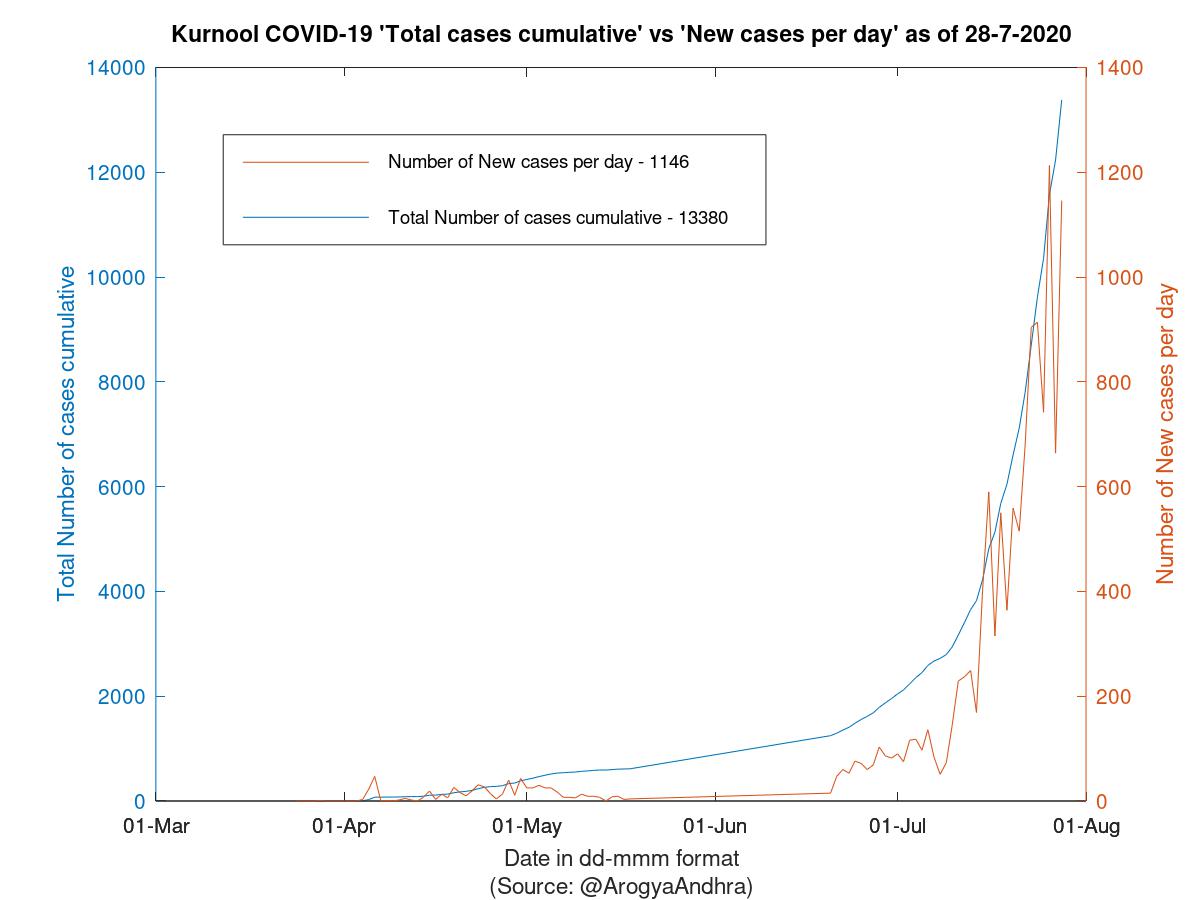 Kurnool COVID-19 'Total cases cumulative' vs 'New cases per day' as of 28-7-2020
14000
12000
10000
8000
6000
4000
2000
0
Total Number of cases cumulative
Number of New cases per day - 1146
Total Number of cases cumulative - 13380
1400
1200
1000
800
600
400
200
0
Number of New cases per day
01-Mar 01-Apr 01-May 01-Jun 01-Jul 01-Aug
Date in dd-mmm format
(Source: @ArogyaAndhra)